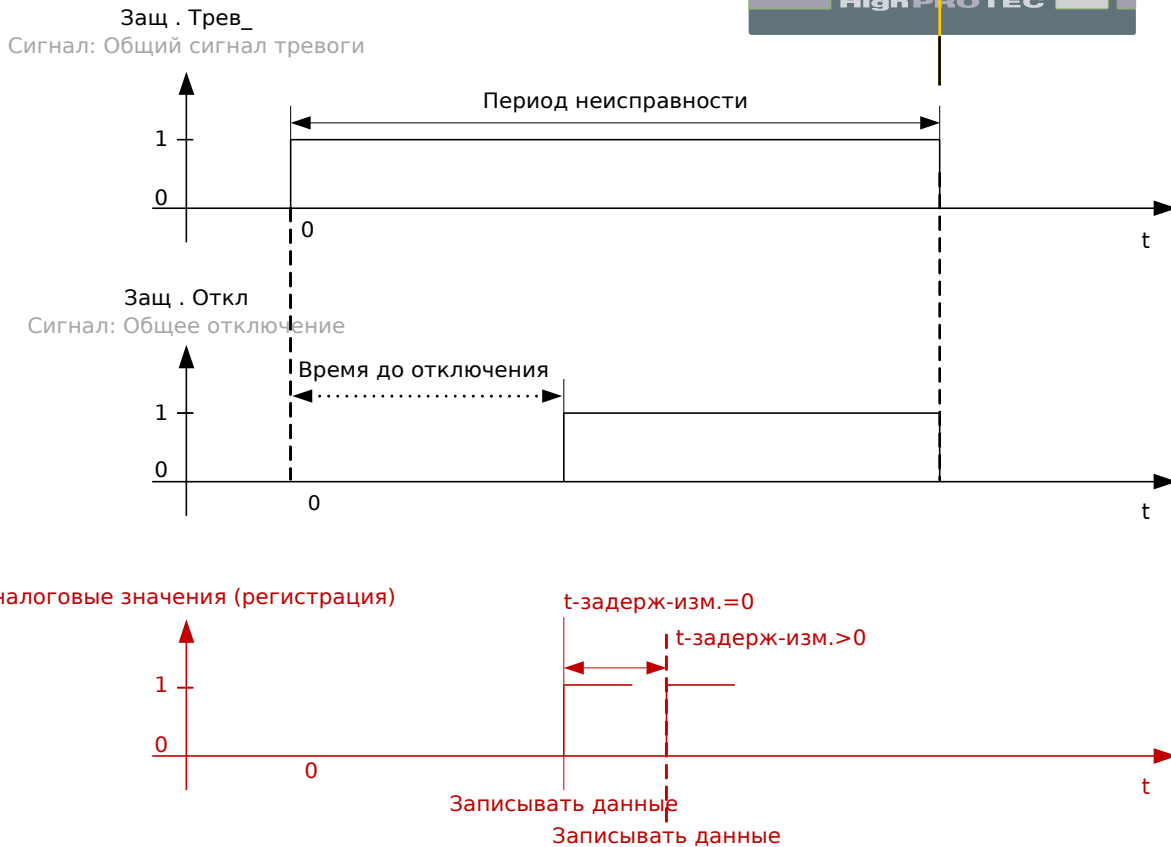 HighPROTEC
Защ . Трев_
Сигнал: Общий сигнал тревоги
Период неисправности
1
0
0
t
Защ . Откл
Сигнал: Общее отключение
Время до отключения
1
0
0
t
налоговые значения (регистрация)
t-задерж-изм.=0
t-задерж-изм.>0
1
0
0
t
Записывать данные
Записывать данные